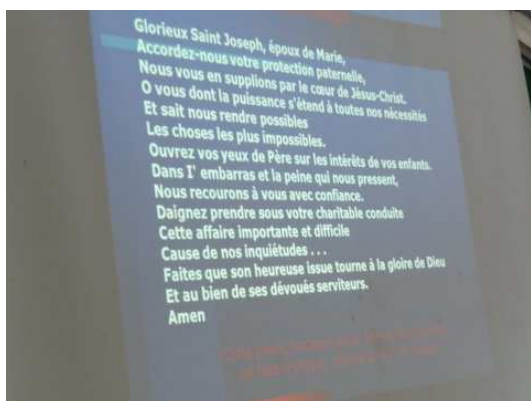 Glorieux Saint Joseph, époux de Marie,
Accordez-nous votre protection paternelle,
Nous vous en supplions par le cœur de Jésus-Christ.
O vous dont la puissance s'étend à toutes nos nécessités
Et sait nous rendre possibles
Les choses les plus impossibles.
Ouvrez vos yeux de Père sur les intérêts de vos enfants.
Dans I' embarras et la peine qui nous pressent,
Nous recourons à vous avec confiance.
Daignez prendre sous votre charitable conduite
Cette affaire importante et difficile
Cause de nos inquiétudes . . .
Faites que son heureuse issue tourne à la gloire de Dieu
Et au bien de ses dévoués serviteurs.
Amen